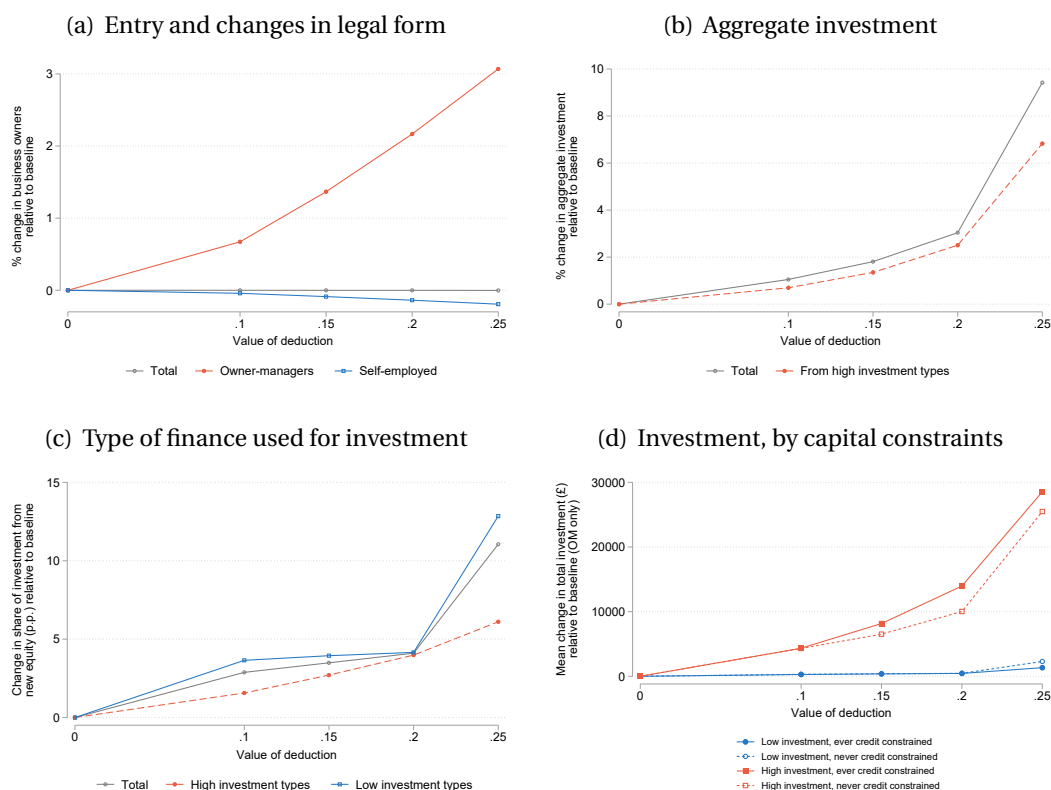 (a) Entry and changes in legal form
% change in business owners
relative to baseline
3
2
1
0
0
.1
.15
.2
.25
Value of deduction
Total
Owner-managers
Self-employed
(b) Aggregate investment
% change in aggregate investment
relative to baseline
10
8
6
4
2
0
0
.1
.15
.2
.25
Value of deduction
Total
From high investment types
(c) Type of finance used for investment
Change in share of investment from
new equity (p.p.) relative to baseline
15
10
5
0
0
.1
.15
.2
.25
Value of deduction
Total
High investment types
Low investment types
(d) Investment, by capital constraints
Mean change in total investment (£)
relative to baseline (OM only)
30000
20000
10000
0
0
.1
.15
.2
.25
Value of deduction
Low investment, ever credit constrained
Low investment, never credit constrained
High investment, ever credit constrained
High investment, never credit constrained